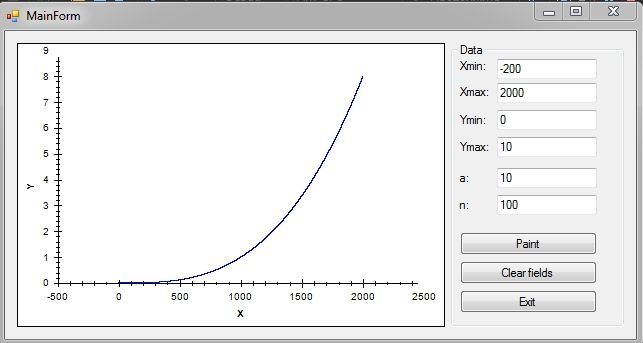 MainForm
9
8
7
6
5
4
3
2
1
0
Y
-500
0
500
1000
1500
2000
2500
X
Data
Xmin: -200
Xmax: 2000
Ymin: 0
Ymax: 10
a: 10
n: 100
Paint
Clear fields
Exit